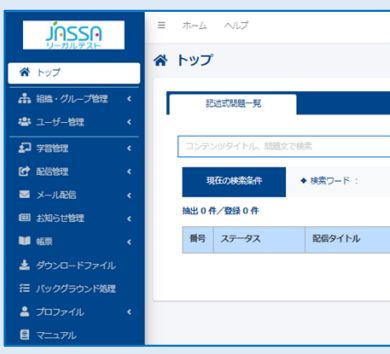 JASSA
リーガルテスト
トップ
組織・グループ管理
ユーザー管理
学習管理
配信管理
メール配信
お知らせ管理
帳票
ダウンロードファイル
バックグラウンド処理
プロファイル
マニュアル
ホーム ヘルプ
トップ
記述式問題一覧
コンテンツタイトル、問題文で検索
現在の検索条件 ◆ 検索ワード :
抽出 0 件／登録 0 件
番号 ステータス 配信タイトル